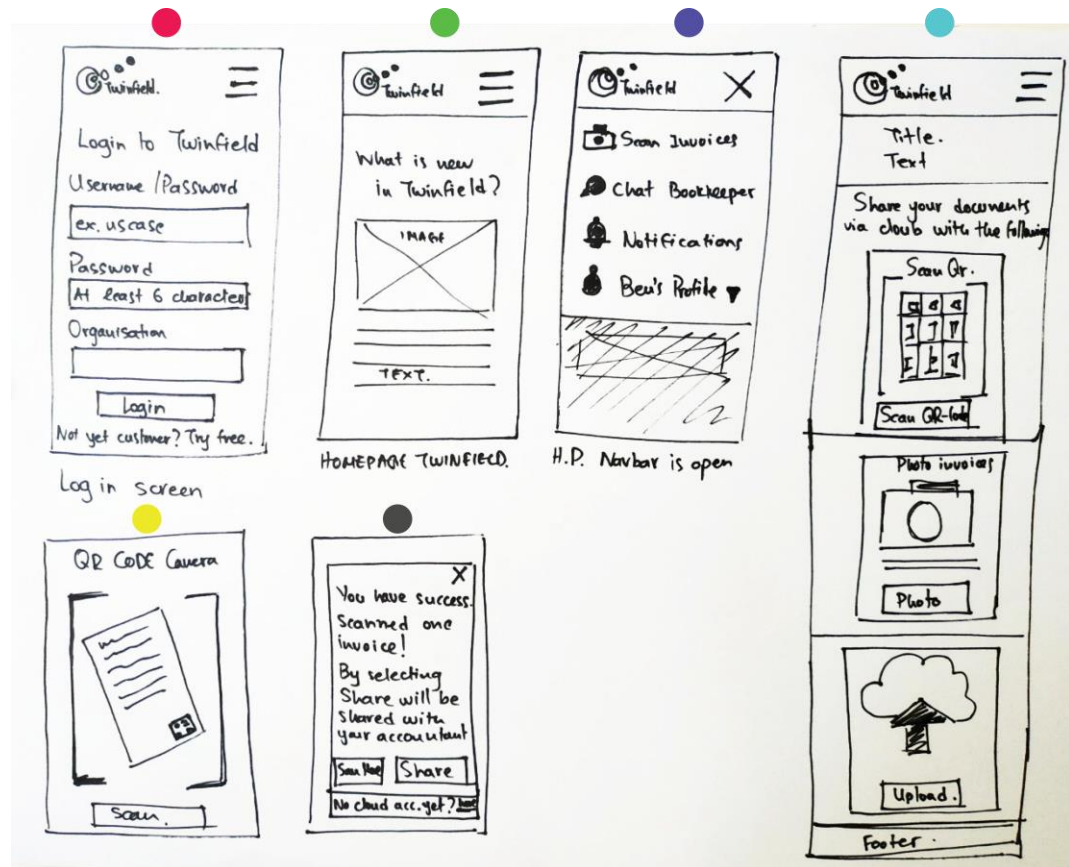 Twinfield.
Login to Twinfield
Username / Password
ex. uscase
Password
At least 6 character
Organisation
Login
Not yet customer? Try free.
Log in screen
Twinfield
What is new
in Twinfield?
IMAGE
TEXT.
HOMEPAGE TWINFIELD.
Twinfield
Scan Invoices
Chat Bookkeeper
Notifications
Ben's Profile
H.P. Navbar is open
Twinfield
Title.
Text
Share your documents
via cloub with the following
Scan Qr.
Scan QR-Code
Photo invoices
Photo
Upload.
Footer.
QR CODE Camera
Scan.
X
You have success.
Scanned one
invoice!
By selecting
Share will be
shared with
your accountant
Scan More
Share
No cloud acc. yet?